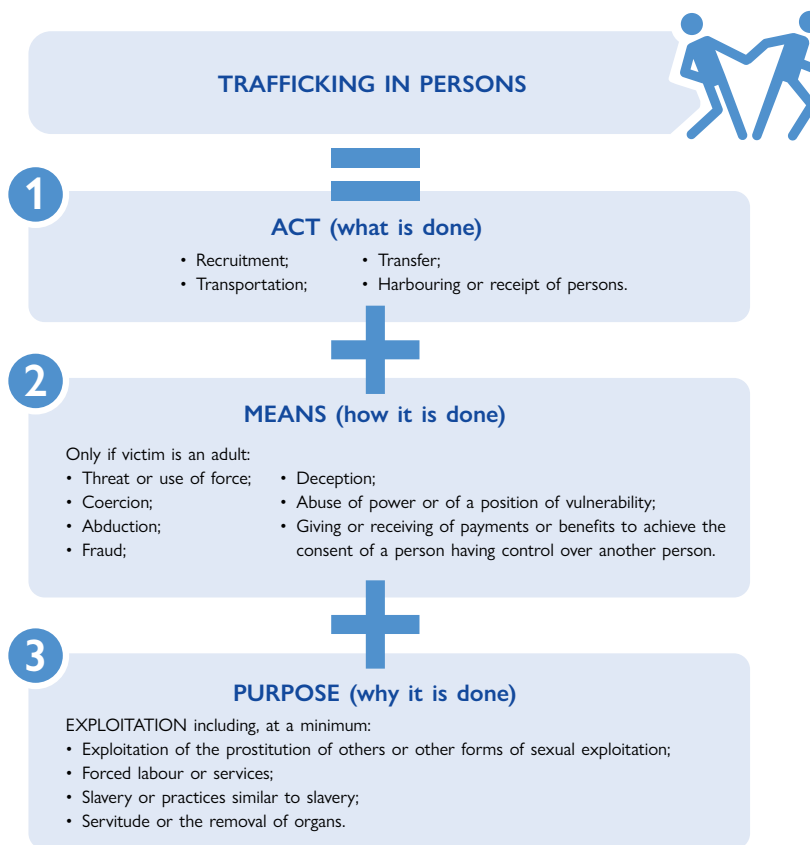 TRAFFICKING IN PERSONS
1
ACT (what is done)
• Recruitment;
• Transportation;
• Transfer;
• Harbouring or receipt of persons.
2
MEANS (how it is done)
Only if victim is an adult:
• Threat or use of force;
• Coercion;
• Abduction;
• Fraud;
• Deception;
• Abuse of power or of a position of vulnerability;
• Giving or receiving of payments or benefits to achieve the
consent of a person having control over another person.
3
PURPOSE (why it is done)
EXPLOITATION including, at a minimum:
• Exploitation of the prostitution of others or other forms of sexual exploitation;
• Forced labour or services;
• Slavery or practices similar to slavery;
• Servitude or the removal of organs.